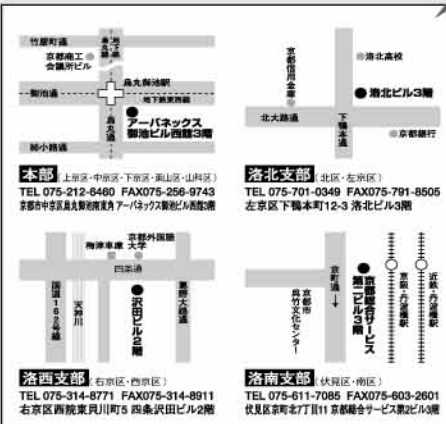 竹屋町通
烏丸通
地下鉄烏丸線
京都商工
会議所ビル
烏丸御池駅
御池通
地下鉄東西線
烏丸通
アーバネックス
御池ビル西館3階
姉小路通
本部（上京区・中京区・下京区・東山区・山科区）
TEL 075-212-6460 FAX075-256-9743
京都市中京区烏丸御池南東角 アーバネックス御池ビル西館3階
京都信用金庫
洛北高校
洛北ビル3階
北大路通
下鴨本通
京都銀行
洛北支部（北区・左京区）
TEL 075-701-0349 FAX075-791-8505
左京区下鴨本町12-3 洛北ビル3階
梅津車庫
京都外国語
大学
四条通
国道162号線
天神川
沢田ビル2階
葛野大路通
洛西支部（右京区・西京区）
TEL 075-314-8771 FAX075-314-8911
右京区西院東貝川町5 四条沢田ビル2階
京町通→
京都市
呉竹文化センター
京都総合サービス
第二ビル3階
京阪・丹波橋駅
近鉄・丹波橋駅
洛南支部（伏見区・南区）
TEL 075-611-7085 FAX075-603-2601
伏見区京町北7丁目11 京都総合サービス第2ビル3階